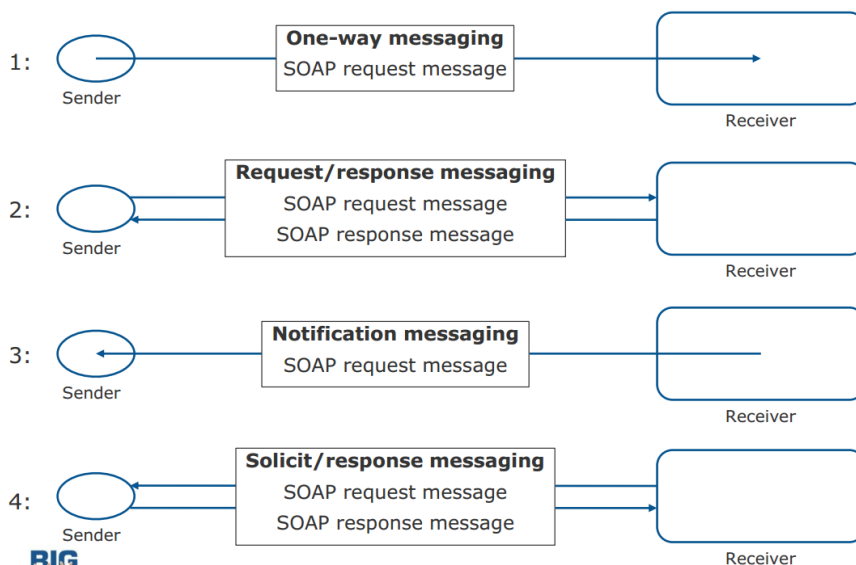 One-way messaging
1:
SOAP request message
Sender
Receiver
Request/response messaging
2:
SOAP request message
SOAP response message
Sender
Receiver
Notification messaging
3:
SOAP request message
Sender
Receiver
Solicit/response messaging
4:
SOAP request message
SOAP response message
Sender
BIG
Receiver